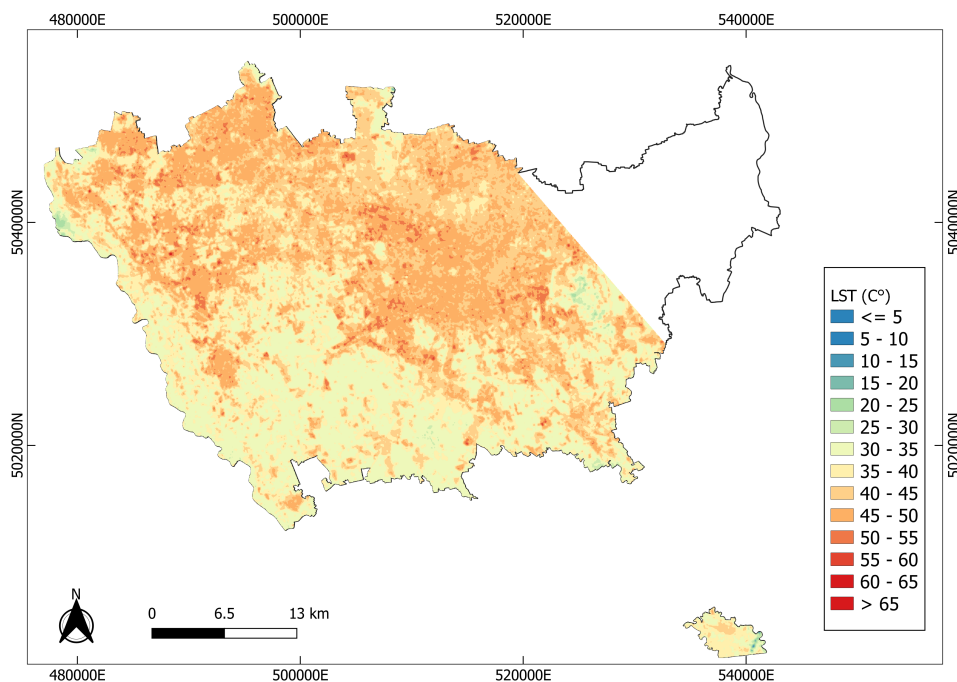 480000E 500000E 520000E 540000E
5040000N 5040000N
LST (C°)
<= 5
5 - 10
10 - 15
15 - 20
20 - 25
25 - 30
30 - 35
35 - 40
40 - 45
45 - 50
50 - 55
55 - 60
60 - 65
> 65
5020000N 5020000N
N
0 6.5 13 km
480000E 500000E 520000E 540000E